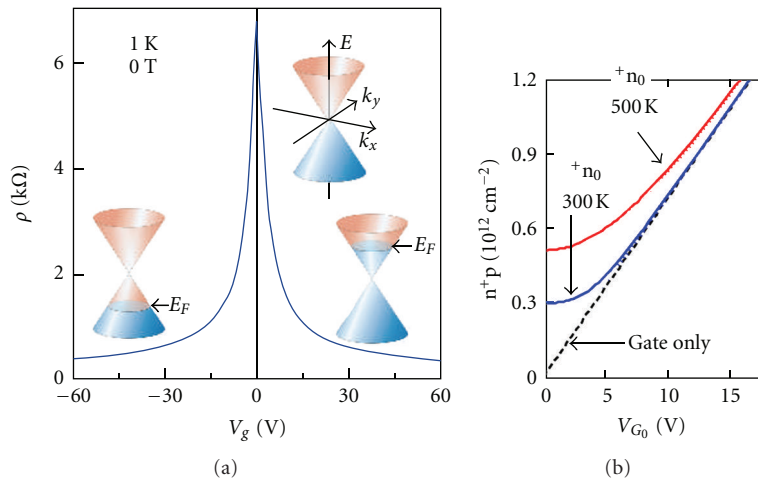 6
4
2
0
ρ (kΩ)
1 K
0 T
E
k_y
k_x
E_F
E_F
−60
−30
0
30
60
V_g (V)
(a)
1.2
0.9
0.6
0.3
0
n⁺p (10¹² cm⁻²)
⁺n₀
500 K
⁺n₀
300 K
Gate only
0
5
10
15
V_{G₀} (V)
(b)